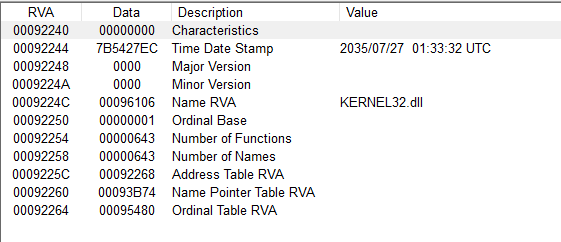 RVA Data Description Value
00092240 00000000 Characteristics
00092244 7B5427EC Time Date Stamp 2035/07/27 01:33:32 UTC
00092248 0000 Major Version
0009224A 0000 Minor Version
0009224C 00096106 Name RVA KERNEL32.dll
00092250 00000001 Ordinal Base
00092254 00000643 Number of Functions
00092258 00000643 Number of Names
0009225C 00092268 Address Table RVA
00092260 00093B74 Name Pointer Table RVA
00092264 00095480 Ordinal Table RVA